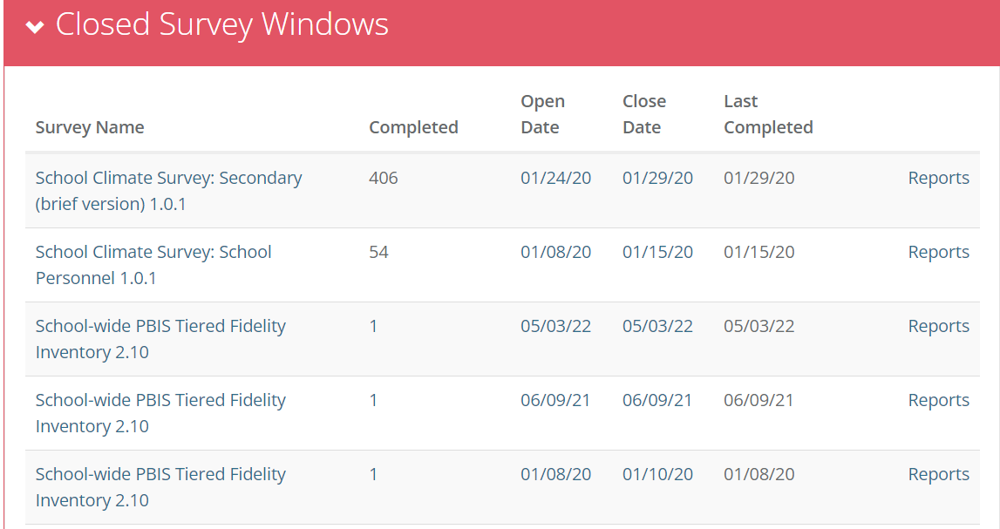 Closed Survey Windows
Open Close Last
Survey Name Completed Date Date Completed
School Climate Survey: Secondary 406 01/24/20 01/29/20 01/29/20 Reports
(brief version) 1.0.1
School Climate Survey: School 54 01/08/20 01/15/20 01/15/20 Reports
Personnel 1.0.1
School-wide PBIS Tiered Fidelity 1 05/03/22 05/03/22 05/03/22 Reports
Inventory 2.10
School-wide PBIS Tiered Fidelity 1 06/09/21 06/09/21 06/09/21 Reports
Inventory 2.10
School-wide PBIS Tiered Fidelity 1 01/08/20 01/10/20 01/08/20 Reports
Inventory 2.10